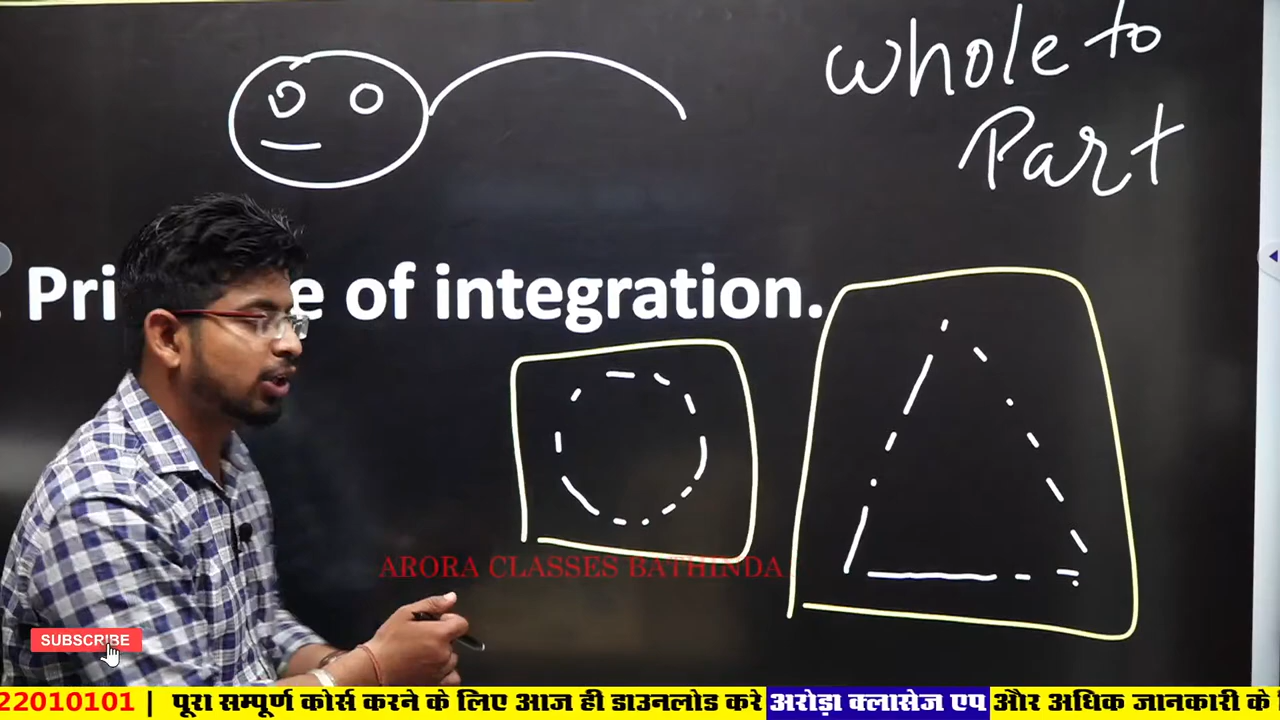 whole to
Part
Pri e of integration.
ARORA CLASSES BATHINDA
SUBSCRIBE
22010101 | पूरा सम्पूर्ण कोर्स करने के लिए आज ही डाउनलोड करे अरोड़ा क्लासेज एप और अधिक जानकारी के